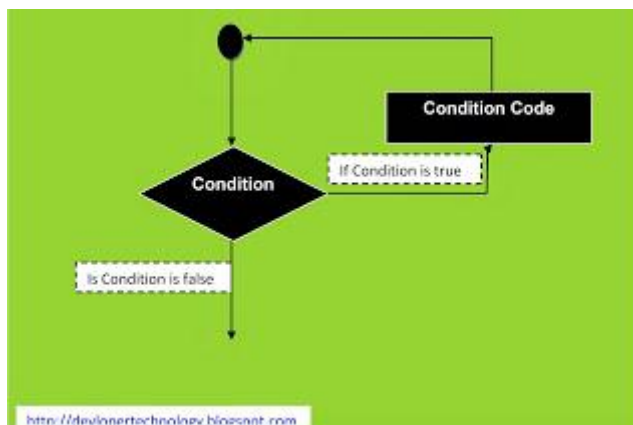 Condition Code
If Condition is true
Condition
Is Condition is false
http://devlopertechnology.blogspot.com